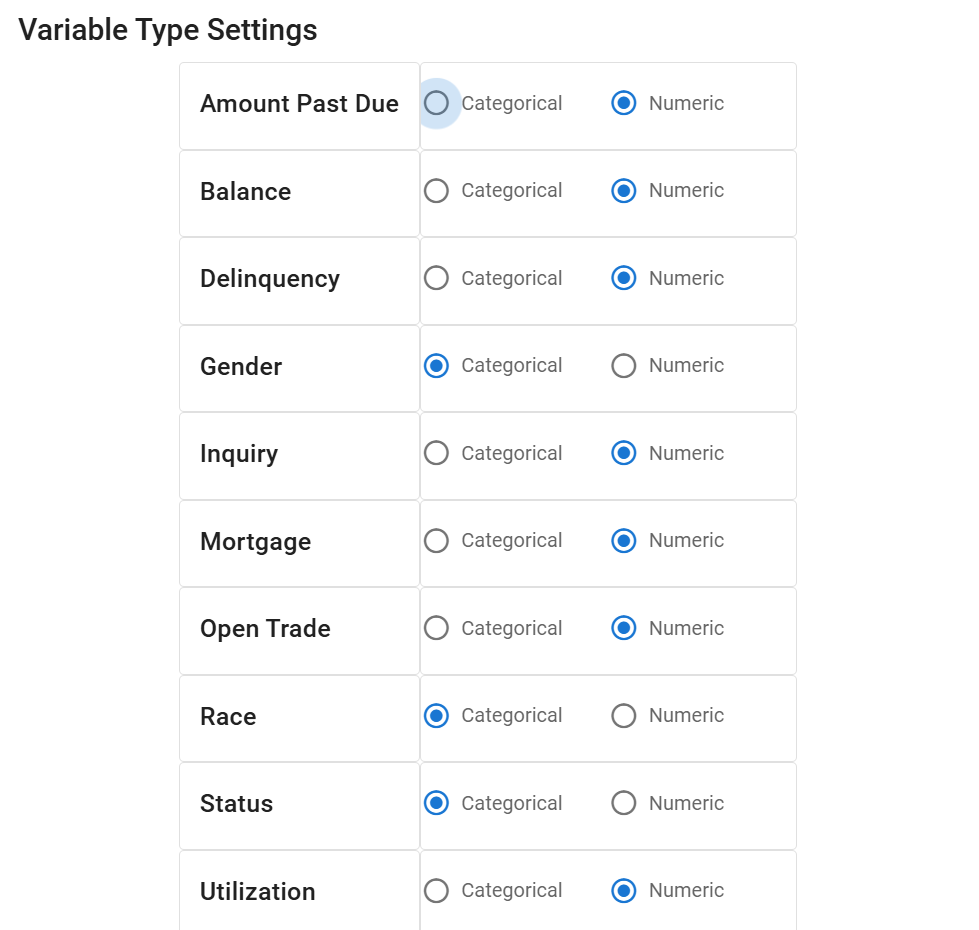 Variable Type Settings
Amount Past Due Categorical Numeric
Balance Categorical Numeric
Delinquency Categorical Numeric
Gender Categorical Numeric
Inquiry Categorical Numeric
Mortgage Categorical Numeric
Open Trade Categorical Numeric
Race Categorical Numeric
Status Categorical Numeric
Utilization Categorical Numeric